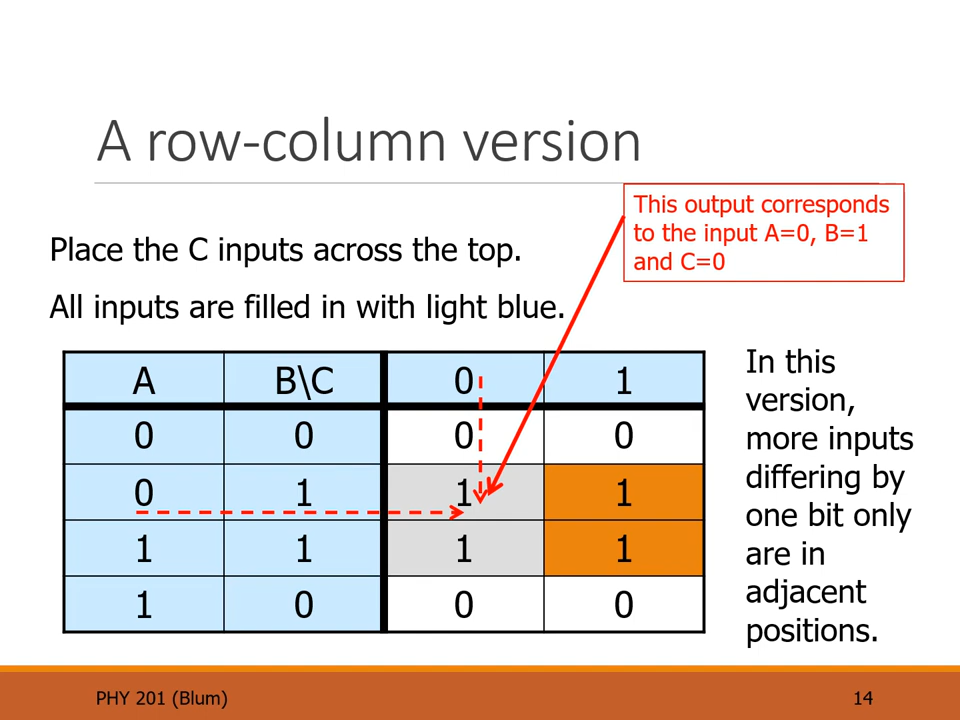 A row-column version
This output corresponds
to the input A=0, B=1
and C=0
Place the C inputs across the top.
All inputs are filled in with light blue.
A B\C 0 1
0 0 0 0
0 1 1 1
1 1 1 1
1 0 0 0
In this
version,
more inputs
differing by
one bit only
are in
adjacent
positions.
PHY 201 (Blum) 14